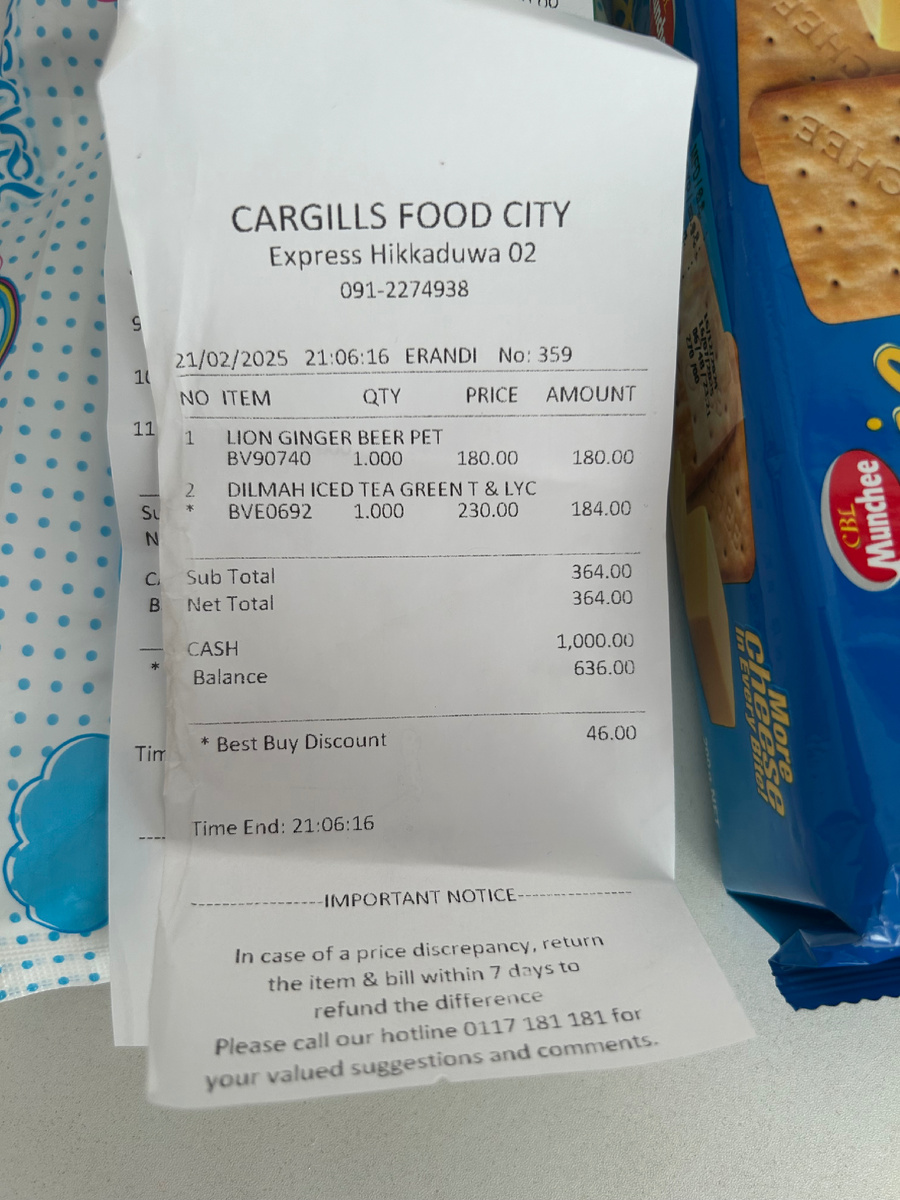 CARGILLS FOOD CITY
Express Hikkaduwa 02
091-2274938
21/02/2025 21:06:16 ERANDI No: 359
NO ITEM QTY PRICE AMOUNT
1 LION GINGER BEER PET
BV90740 1.000 180.00 180.00
2 DILMAH ICED TEA GREEN T & LYC
* BVE0692 1.000 230.00 184.00
Sub Total 364.00
Net Total 364.00
CASH 1,000.00
Balance 636.00
* Best Buy Discount 46.00
Time End: 21:06:16
-----------------IMPORTANT NOTICE----------------
In case of a price discrepancy, return
the item & bill within 7 days to
refund the difference
Please call our hotline 0117 181 181 for
your valued suggestions and comments.
11
*
Tim
CBL
Munchee
More
Cheese
In Every Bite!
CHEE
CHEE